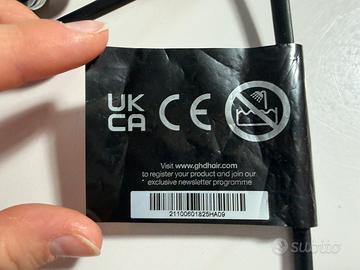 UK
CA CE
Visit www.ghdhair.com
to register your product and join our
exclusive newsletter programme
21100601825HA09
subito